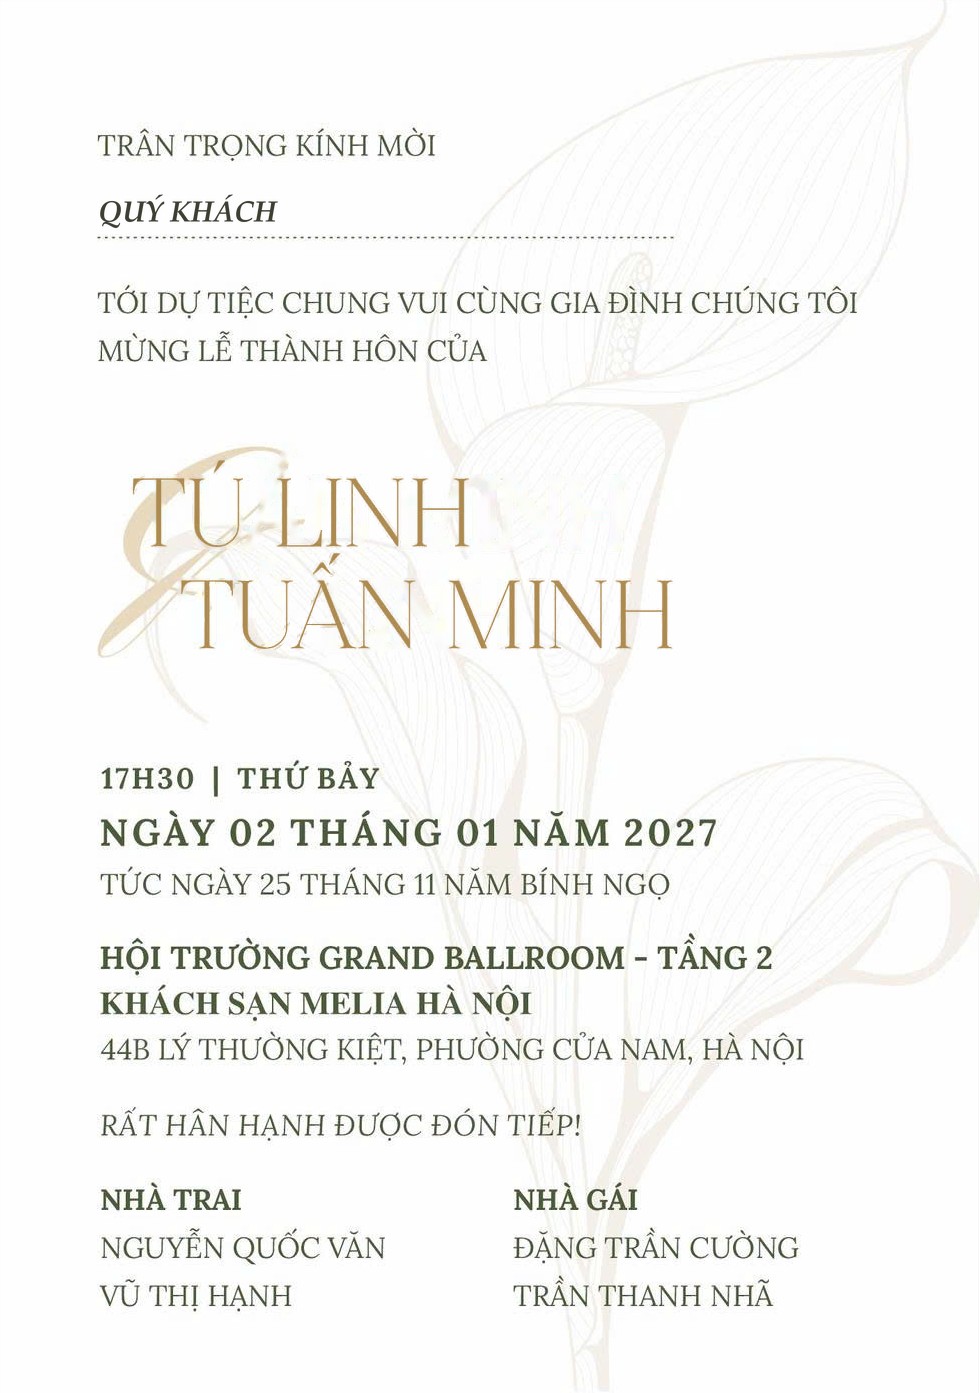 TRÂN TRỌNG KÍNH MỜI
QUÝ KHÁCH
TỚI DỰ TIỆC CHUNG VUI CÙNG GIA ĐÌNH CHÚNG TÔI
MỪNG LỄ THÀNH HÔN CỦA
TÚ LỊNH
& TUẤN MINH
17H30 | THỨ BẢY
NGÀY 02 THÁNG 01 NĂM 2027
TỨC NGÀY 25 THÁNG 11 NĂM BÍNH NGỌ
HỘI TRƯỜNG GRAND BALLROOM - TẦNG 2
KHÁCH SẠN MELIA HÀ NỘI
44B LÝ THƯỜNG KIỆT, PHƯỜNG CỬA NAM, HÀ NỘI
RẤT HÂN HẠNH ĐƯỢC ĐÓN TIẾP!
NHÀ TRAI
NGUYỄN QUỐC VĂN
VŨ THỊ HẠNH
NHÀ GÁI
ĐẶNG TRẦN CƯỜNG
TRẦN THANH NHÃ